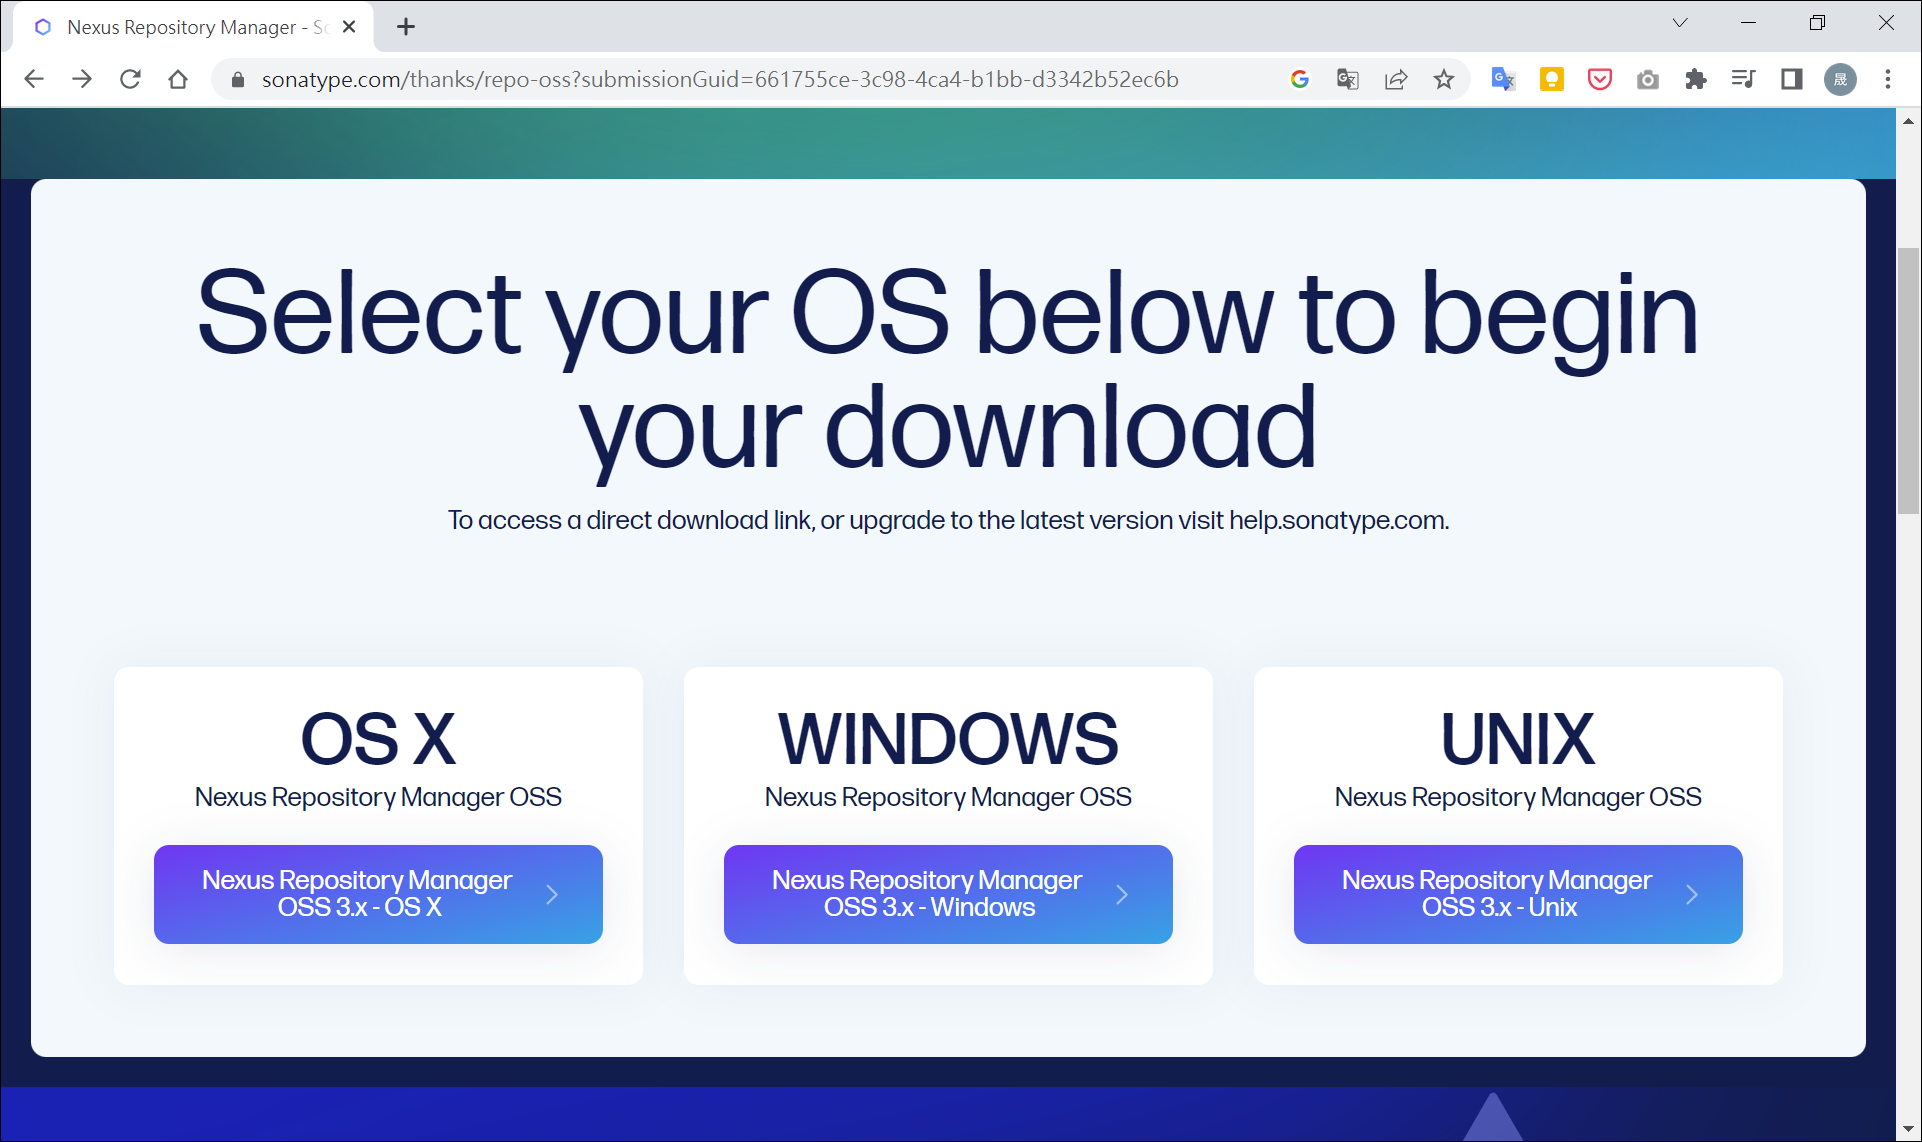 Nexus Repository Manager - So
sonatype.com/thanks/repo-oss?submissionGuid=661755ce-3c98-4ca4-b1bb-d3342b52ec6b
晟
Select your OS below to begin
your download
To access a direct download link, or upgrade to the latest version visit help.sonatype.com.
OS X
Nexus Repository Manager OSS
Nexus Repository Manager
OSS 3.x - OS X
WINDOWS
Nexus Repository Manager OSS
Nexus Repository Manager
OSS 3.x - Windows
UNIX
Nexus Repository Manager OSS
Nexus Repository Manager
OSS 3.x - Unix